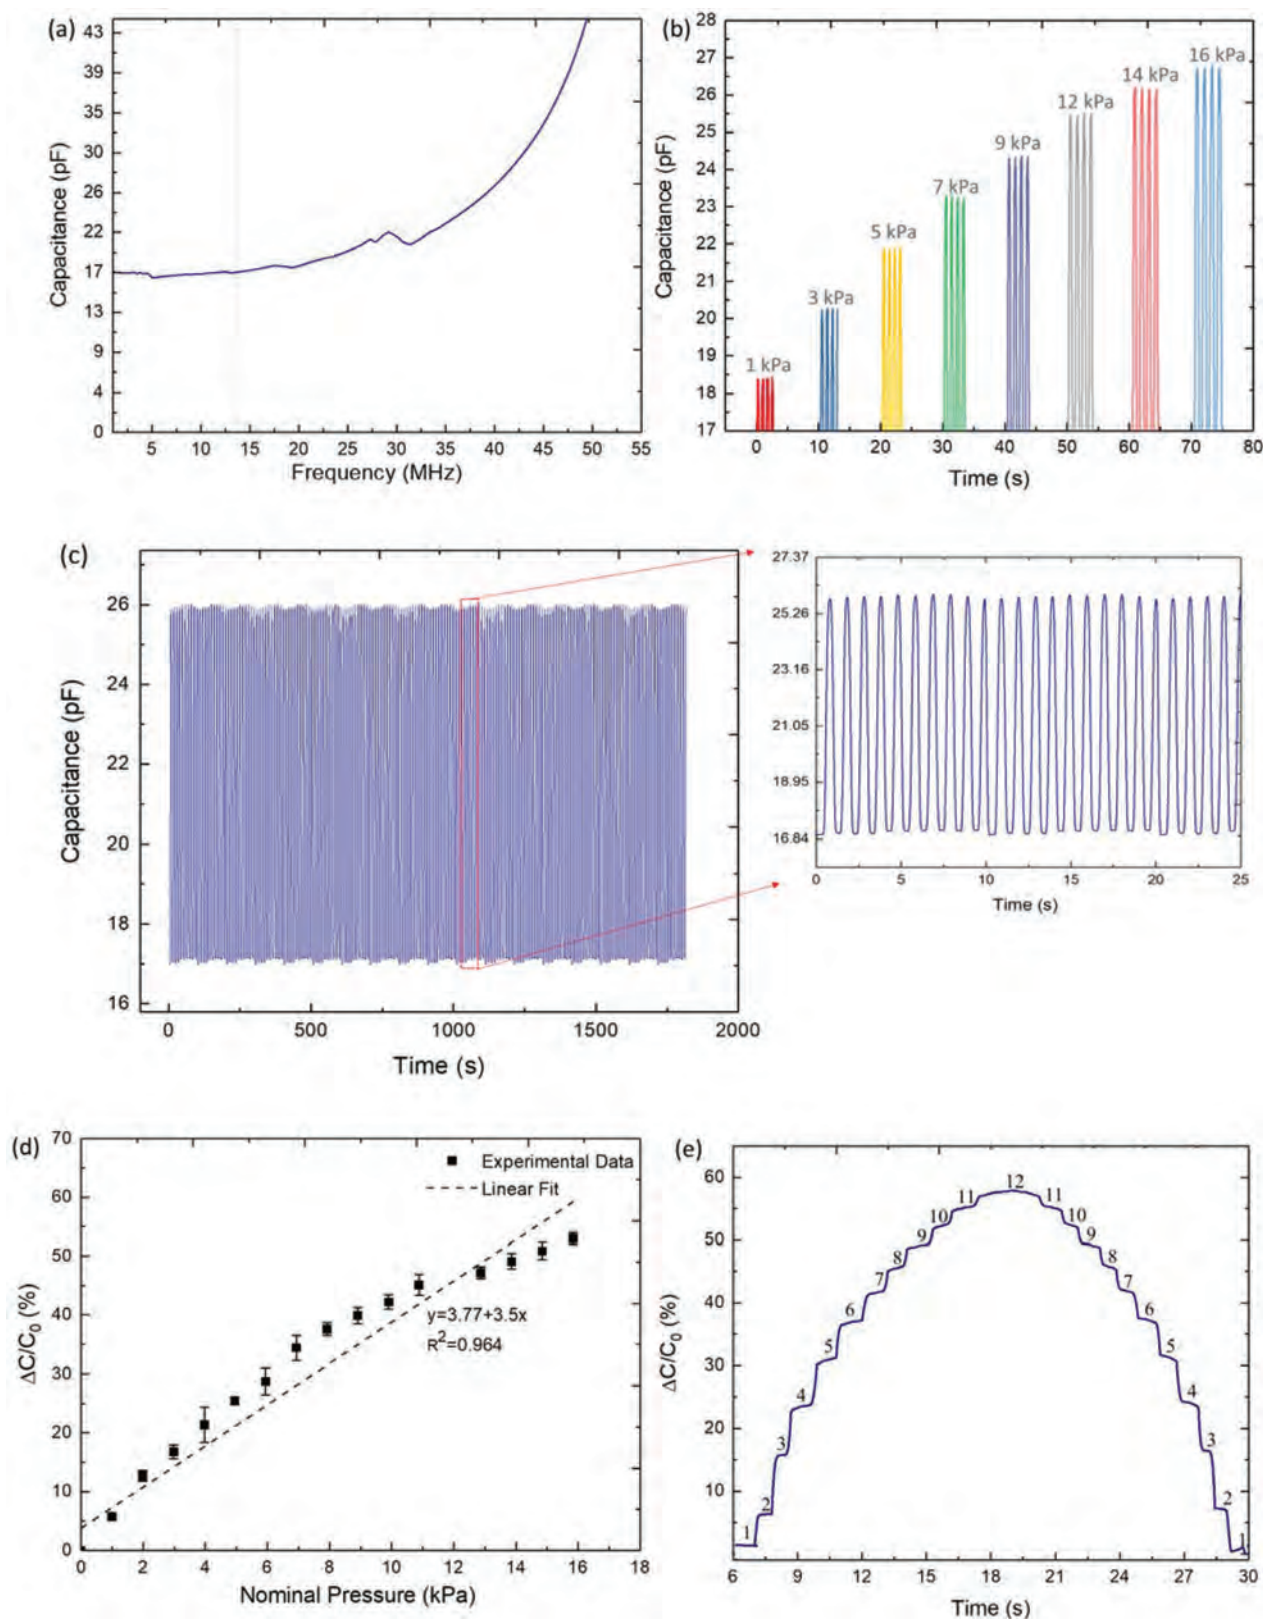 (a)
43
39
35
30
26
22
17
13
9
4
0
Capacitance (pF)
5 10 15 20 25 30 35 40 45 50 55
Frequency (MHz)
(b)
28
27
26
25
24
23
22
21
20
19
18
17
Capacitance (pF)
1 kPa
3 kPa
5 kPa
7 kPa
9 kPa
12 kPa
14 kPa
16 kPa
0 10 20 30 40 50 60 70 80
Time (s)
(c)
26
24
22
20
18
16
Capacitance (pF)
0 500 1000 1500 2000
Time (s)
27.37
25.26
23.16
21.05
18.95
16.84
0 5 10 15 20 25
Time (s)
(d)
70
60
50
40
30
20
10
0
ΔC/C₀ (%)
Experimental Data
Linear Fit
y=3.77+3.5x
R²=0.964
0 2 4 6 8 10 12 14 16 18
Nominal Pressure (kPa)
(e)
60
50
40
30
20
10
ΔC/C₀ (%)
1 2 3 4 5 6 7 8 9 10 11 12 11 10 9 8 7 6 5 4 3 2 1
6 9 12 15 18 21 24 27 30
Time (s)